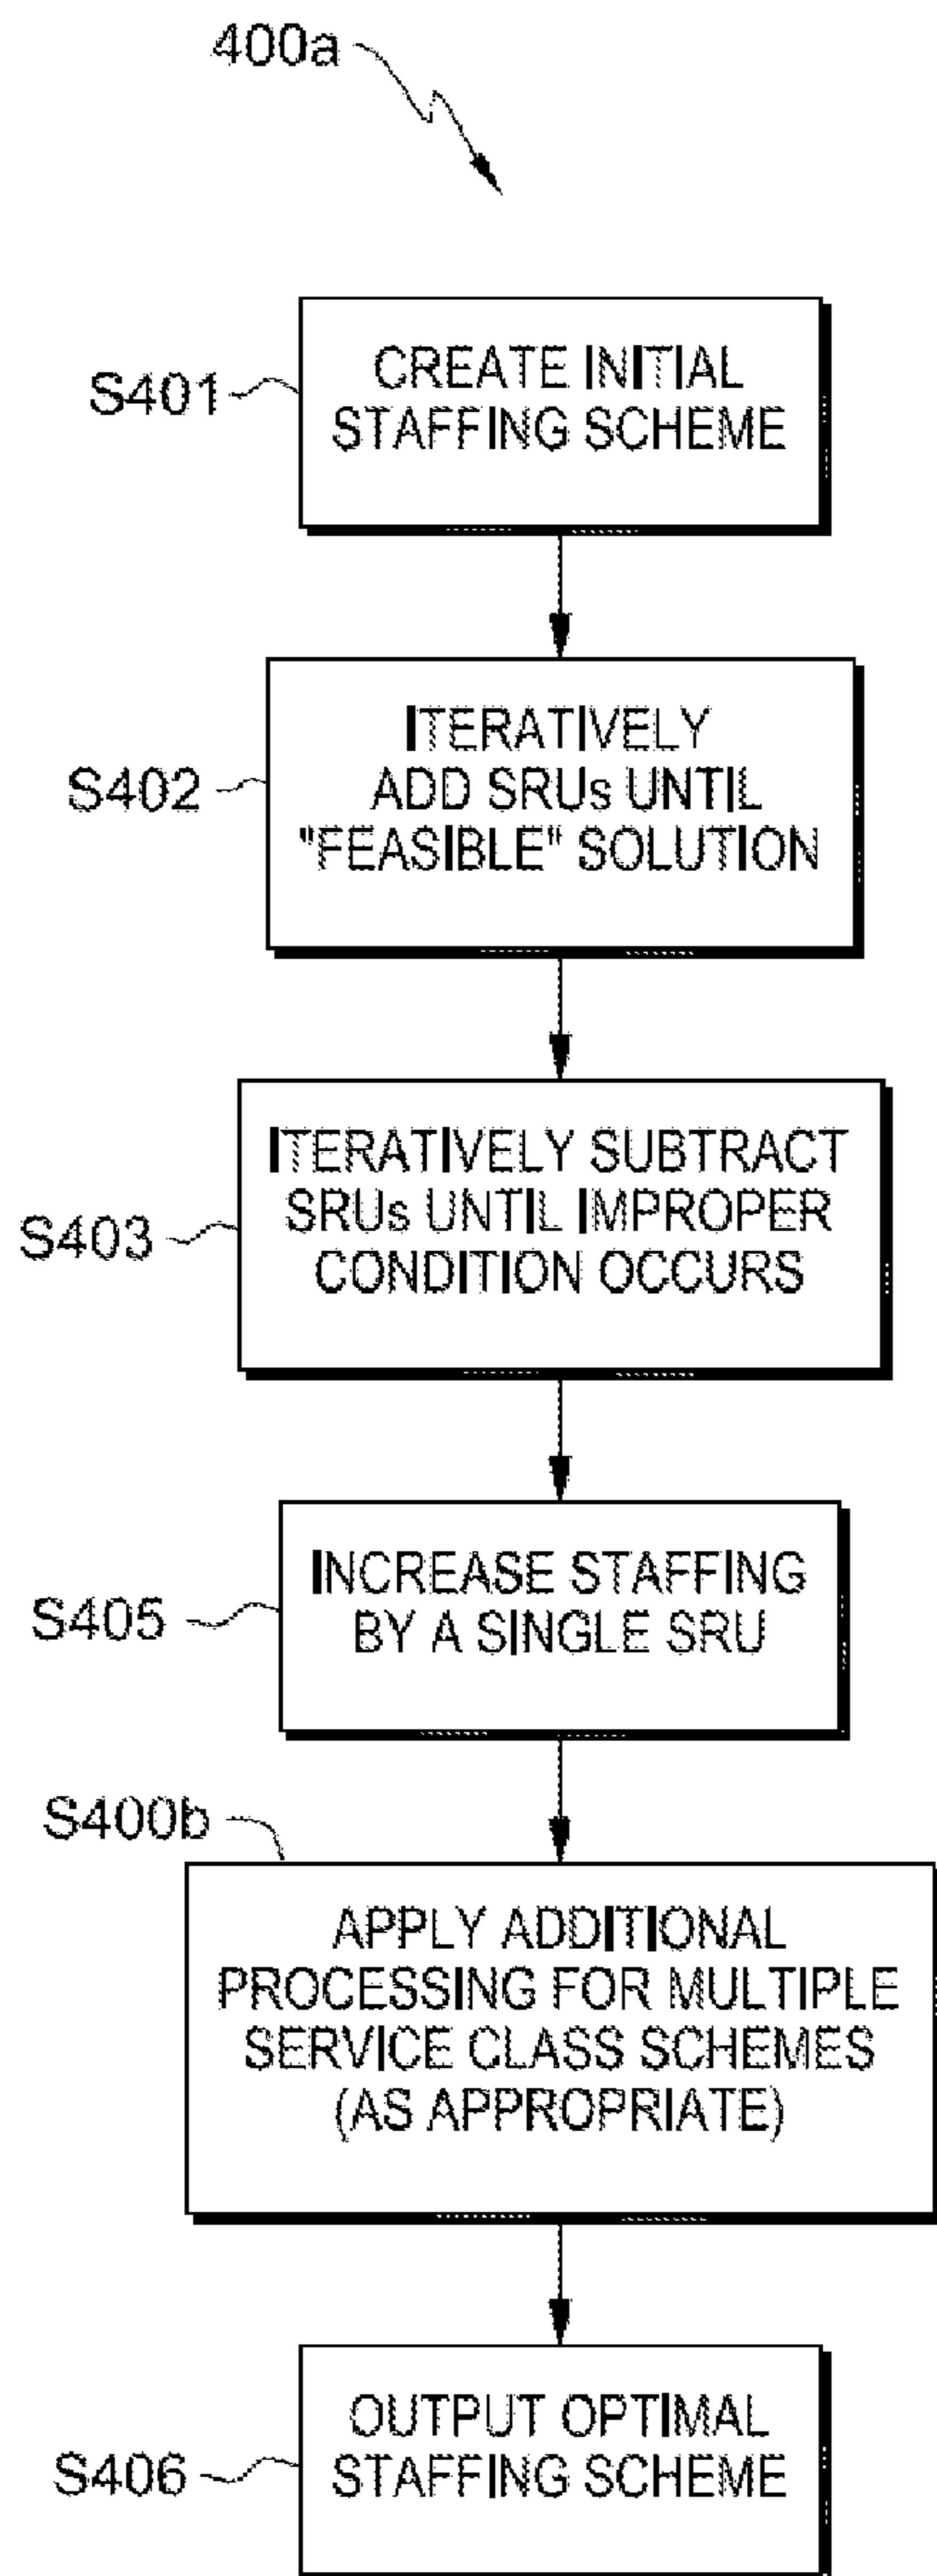 400a
S401
CREATE INITIAL
STAFFING SCHEME
S402
ITERATIVELY
ADD SRUs UNTIL
"FEASIBLE" SOLUTION
S403
ITERATIVELY SUBTRACT
SRUs UNTIL IMPROPER
CONDITION OCCURS
S405
INCREASE STAFFING
BY A SINGLE SRU
S400b
APPLY ADDITIONAL
PROCESSING FOR MULTIPLE
SERVICE CLASS SCHEMES
(AS APPROPRIATE)
S406
OUTPUT OPTIMAL
STAFFING SCHEME